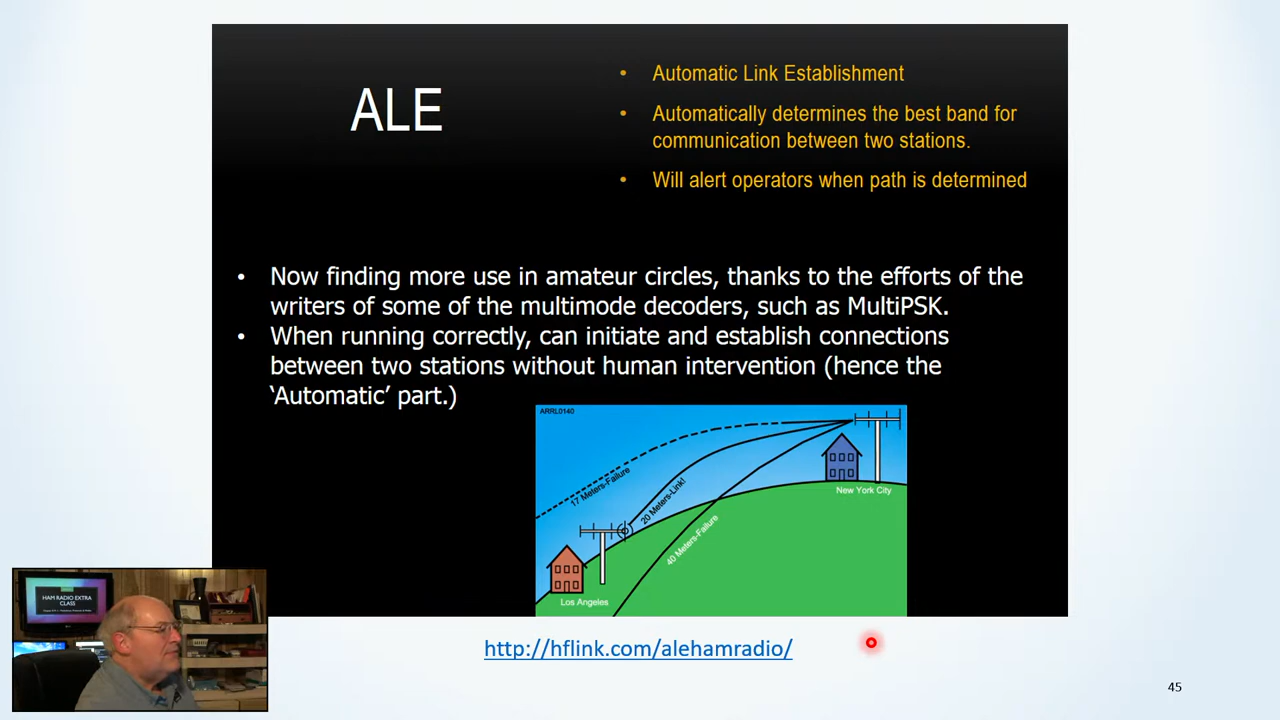 ALE
• Automatic Link Establishment
• Automatically determines the best band for
communication between two stations.
• Will alert operators when path is determined
• Now finding more use in amateur circles, thanks to the efforts of the
writers of some of the multimode decoders, such as MultiPSK.
• When running correctly, can initiate and establish connections
between two stations without human intervention (hence the
‘Automatic’ part.)
ARRL0140
17 Meters-Failure
20 Meters-Link!
40 Meters-Failure
New York City
Los Angeles
HAM RADIO EXTRA
CLASS
http://hflink.com/alehamradio/
45